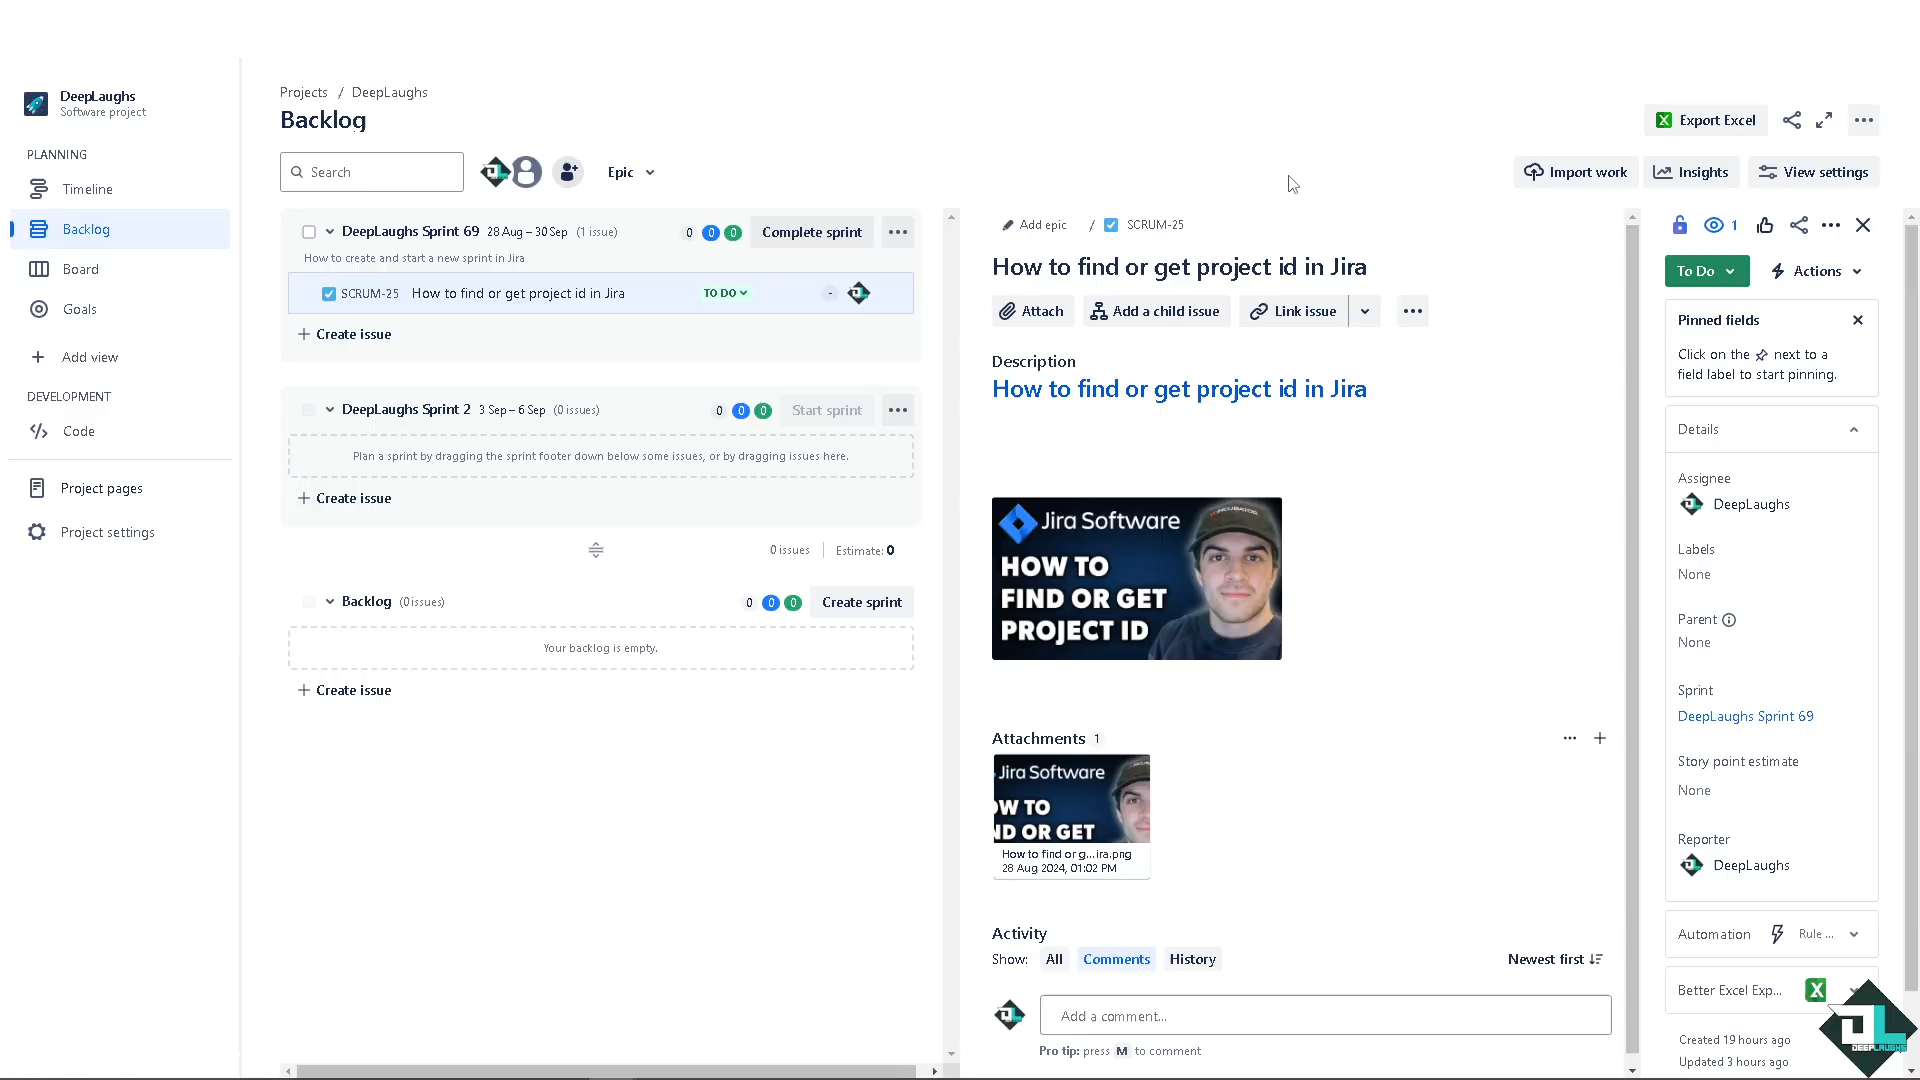 DeepLaughs
Software project
PLANNING
Timeline
Backlog
Board
Goals
Add view
DEVELOPMENT
Code
Project pages
Project settings
Projects / DeepLaughs
Backlog
Export Excel
Search
Epic
Import work
Insights
View settings
DeepLaughs Sprint 69 28 Aug – 30 Sep (1 issue)
0 0 0 Complete sprint
How to create and start a new sprint in Jira
SCRUM-25 How to find or get project id in Jira TO DO -
+ Create issue
DeepLaughs Sprint 2 3 Sep – 6 Sep (0 issues)
0 0 0 Start sprint
Plan a sprint by dragging the sprint footer down below some issues, or by dragging issues here.
+ Create issue
0 issues Estimate: 0
Backlog (0 issues)
0 0 0 Create sprint
Your backlog is empty.
+ Create issue
Add epic / SCRUM-25
How to find or get project id in Jira
Attach
Add a child issue
Link issue
Description
How to find or get project id in Jira
Jira Software
HOW TO
FIND OR GET
PROJECT ID
Attachments 1
Jira Software
OW TO
ND OR GET
How to find or g...ira.png
28 Aug 2024, 01:02 PM
Activity
Show: All Comments History
Newest first
Add a comment...
Pro tip: press M to comment
1
To Do
Actions
Pinned fields
Click on the next to a
field label to start pinning.
Details
Assignee
DeepLaughs
Labels
None
Parent
None
Sprint
DeepLaughs Sprint 69
Story point estimate
None
Reporter
DeepLaughs
Automation Rule ...
Better Excel Exp...
Created 19 hours ago
Updated 3 hours ago
DEEPLAUGHS